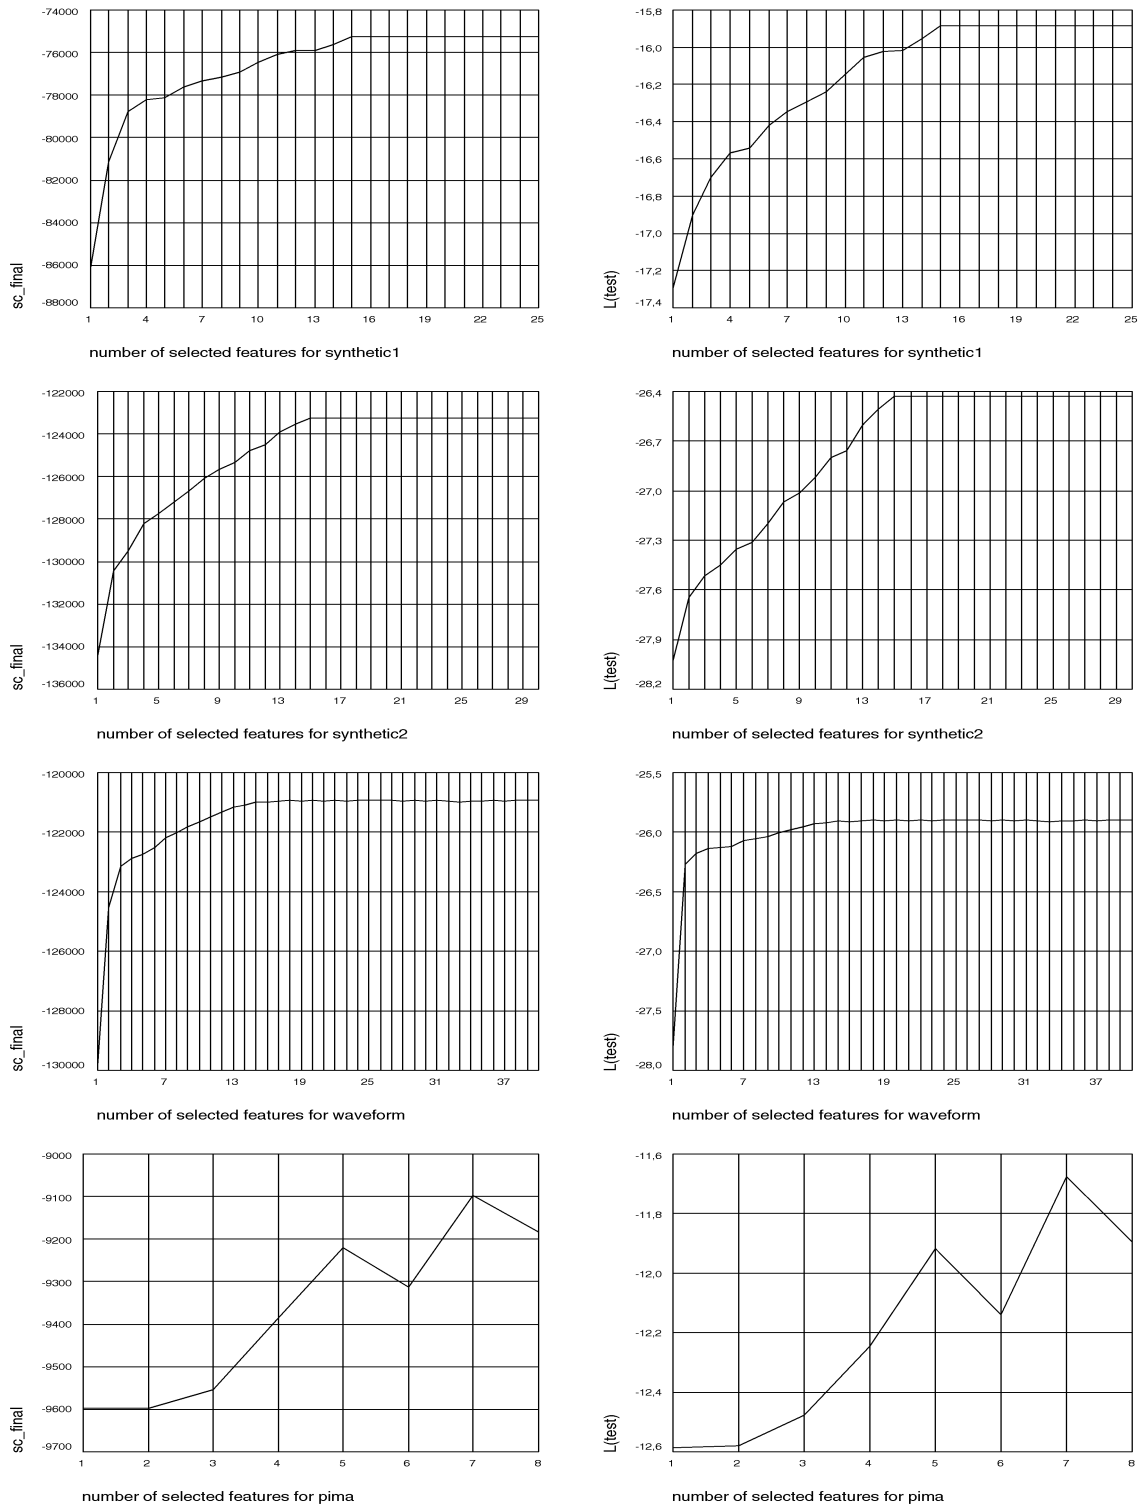 -74000
-76000
-78000
-80000
-82000
-84000
-86000
-88000
sc_final
1 4 7 10 13 16 19 22 25
number of selected features for synthetic1
-15,8
-16,0
-16,2
-16,4
-16,6
-16,8
-17,0
-17,2
-17,4
L(test)
1 4 7 10 13 16 19 22 25
number of selected features for synthetic1
-122000
-124000
-126000
-128000
-130000
-132000
-134000
-136000
sc_final
1 5 9 13 17 21 25 29
number of selected features for synthetic2
-26,4
-26,7
-27,0
-27,3
-27,6
-27,9
-28,2
L(test)
1 5 9 13 17 21 25 29
number of selected features for synthetic2
-120000
-122000
-124000
-126000
-128000
-130000
sc_final
1 7 13 19 25 31 37
number of selected features for waveform
-25,5
-26,0
-26,5
-27,0
-27,5
-28,0
L(test)
1 7 13 19 25 31 37
number of selected features for waveform
-9000
-9100
-9200
-9300
-9400
-9500
-9600
-9700
sc_final
1 2 3 4 5 6 7 8
number of selected features for pima
-11,6
-11,8
-12,0
-12,2
-12,4
-12,6
L(test)
1 2 3 4 5 6 7 8
number of selected features for pima